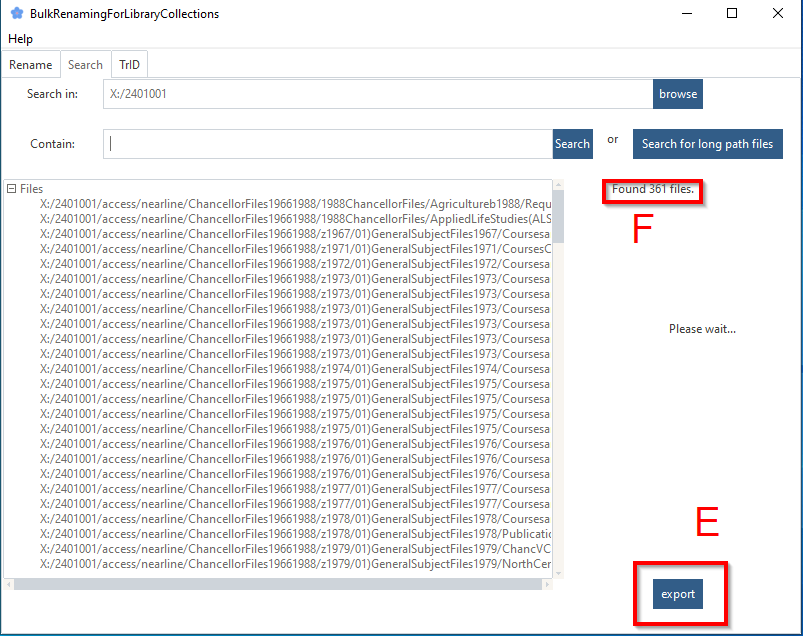 BulkRenamingForLibraryCollections
Help
Rename Search TrID
Search in: X:/2401001 browse
Contain: Search or Search for long path files
Files
X:/2401001/access/nearline/ChancellorFiles19661988/1988ChancellorFiles/Agricultureb1988/Requ
X:/2401001/access/nearline/ChancellorFiles19661988/1988ChancellorFiles/AppliedLifeStudies(ALS
X:/2401001/access/nearline/ChancellorFiles19661988/z1967/01)GeneralSubjectFiles1967/Coursesa
X:/2401001/access/nearline/ChancellorFiles19661988/z1971/01)GeneralSubjectFiles1971/CoursesC
X:/2401001/access/nearline/ChancellorFiles19661988/z1972/01)GeneralSubjectFiles1972/Coursesa
X:/2401001/access/nearline/ChancellorFiles19661988/z1973/01)GeneralSubjectFiles1973/Coursesa
X:/2401001/access/nearline/ChancellorFiles19661988/z1973/01)GeneralSubjectFiles1973/Coursesa
X:/2401001/access/nearline/ChancellorFiles19661988/z1973/01)GeneralSubjectFiles1973/Coursesa
X:/2401001/access/nearline/ChancellorFiles19661988/z1973/01)GeneralSubjectFiles1973/Coursesa
X:/2401001/access/nearline/ChancellorFiles19661988/z1973/01)GeneralSubjectFiles1973/Coursesa
X:/2401001/access/nearline/ChancellorFiles19661988/z1973/01)GeneralSubjectFiles1973/Coursesa
X:/2401001/access/nearline/ChancellorFiles19661988/z1974/01)GeneralSubjectFiles1974/Coursesa
X:/2401001/access/nearline/ChancellorFiles19661988/z1975/01)GeneralSubjectFiles1975/Coursesa
X:/2401001/access/nearline/ChancellorFiles19661988/z1975/01)GeneralSubjectFiles1975/Coursesa
X:/2401001/access/nearline/ChancellorFiles19661988/z1975/01)GeneralSubjectFiles1975/Coursesa
X:/2401001/access/nearline/ChancellorFiles19661988/z1975/01)GeneralSubjectFiles1975/Coursesa
X:/2401001/access/nearline/ChancellorFiles19661988/z1976/01)GeneralSubjectFiles1976/Coursesa
X:/2401001/access/nearline/ChancellorFiles19661988/z1976/01)GeneralSubjectFiles1976/Coursesa
X:/2401001/access/nearline/ChancellorFiles19661988/z1976/01)GeneralSubjectFiles1976/Coursesa
X:/2401001/access/nearline/ChancellorFiles19661988/z1977/01)GeneralSubjectFiles1977/Coursesa
X:/2401001/access/nearline/ChancellorFiles19661988/z1977/01)GeneralSubjectFiles1977/Coursesa
X:/2401001/access/nearline/ChancellorFiles19661988/z1978/01)GeneralSubjectFiles1978/Coursesa
X:/2401001/access/nearline/ChancellorFiles19661988/z1978/01)GeneralSubjectFiles1978/Publicatio
X:/2401001/access/nearline/ChancellorFiles19661988/z1979/01)GeneralSubjectFiles1979/ChancVC
X:/2401001/access/nearline/ChancellorFiles19661988/z1979/01)GeneralSubjectFiles1979/NorthCer
Found 361 files.
F
Please wait...
E
export